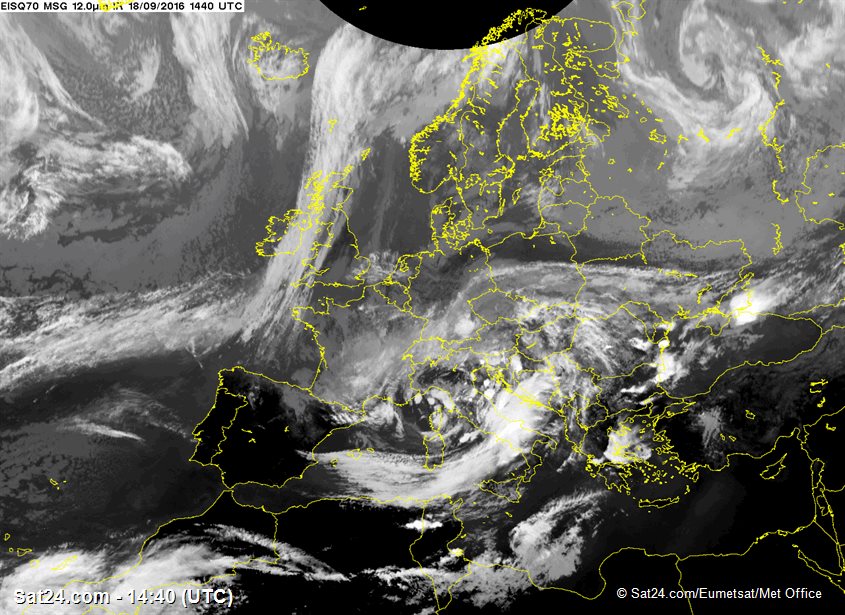 EISQ70 MSG 12.0µm IR 18/09/2016 1440 UTC
Sat24.com - 14:40 (UTC)
© Sat24.com/Eumetsat/Met Office